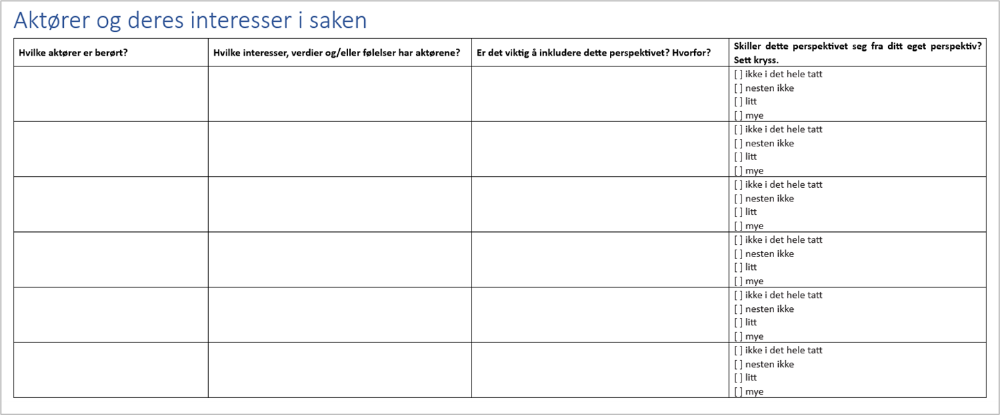 Aktører og deres interesser i saken
Hvilke aktører er berørt?
Hvilke interesser, verdier og/eller følelser har aktørene?
Er det viktig å inkludere dette perspektivet? Hvorfor?
Skiller dette perspektivet seg fra ditt eget perspektiv?
Sett kryss.
[ ] ikke i det hele tatt
[ ] nesten ikke
[ ] litt
[ ] mye
[ ] ikke i det hele tatt
[ ] nesten ikke
[ ] litt
[ ] mye
[ ] ikke i det hele tatt
[ ] nesten ikke
[ ] litt
[ ] mye
[ ] ikke i det hele tatt
[ ] nesten ikke
[ ] litt
[ ] mye
[ ] ikke i det hele tatt
[ ] nesten ikke
[ ] litt
[ ] mye
[ ] ikke i det hele tatt
[ ] nesten ikke
[ ] litt
[ ] mye